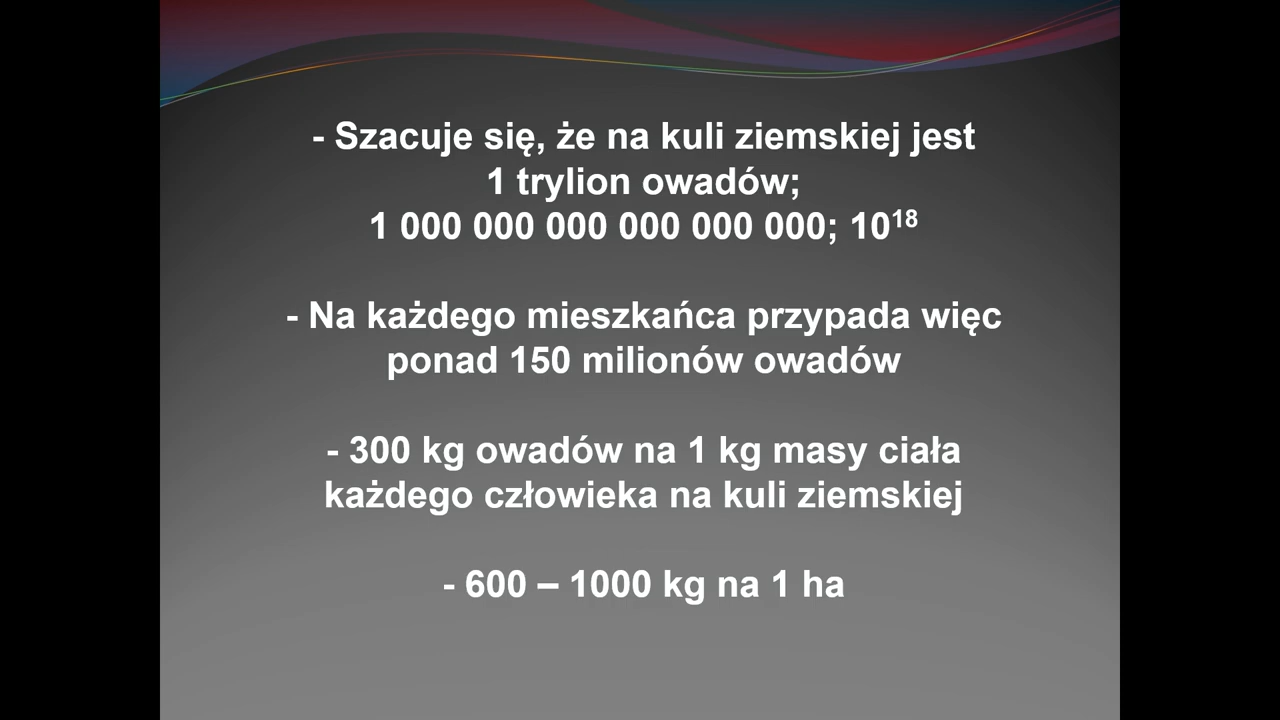 - Szacuje się, że na kuli ziemskiej jest
1 trylion owadów;
1 000 000 000 000 000 000; 10¹⁸
- Na każdego mieszkańca przypada więc
ponad 150 milionów owadów
- 300 kg owadów na 1 kg masy ciała
każdego człowieka na kuli ziemskiej
- 600 – 1000 kg na 1 ha